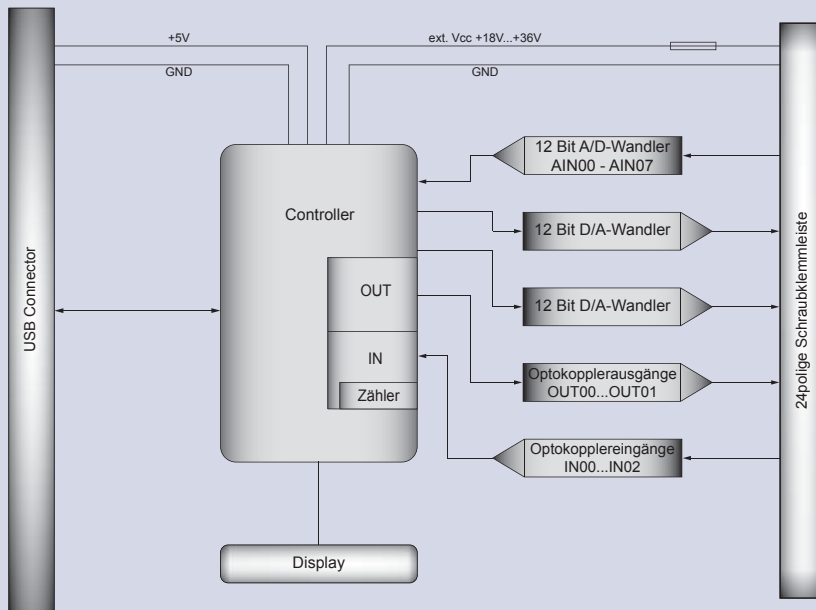 +5V
ext. Vcc +18V...+36V
GND
GND
12 Bit A/D-Wandler
AIN00 - AIN07
Controller
12 Bit D/A-Wandler
OUT
12 Bit D/A-Wandler
USB Connector
24polige Schraubklemmleiste
IN
Zähler
Optokopplerausgänge
OUT00...OUT01
Optokopplereingänge
IN00...IN02
Display